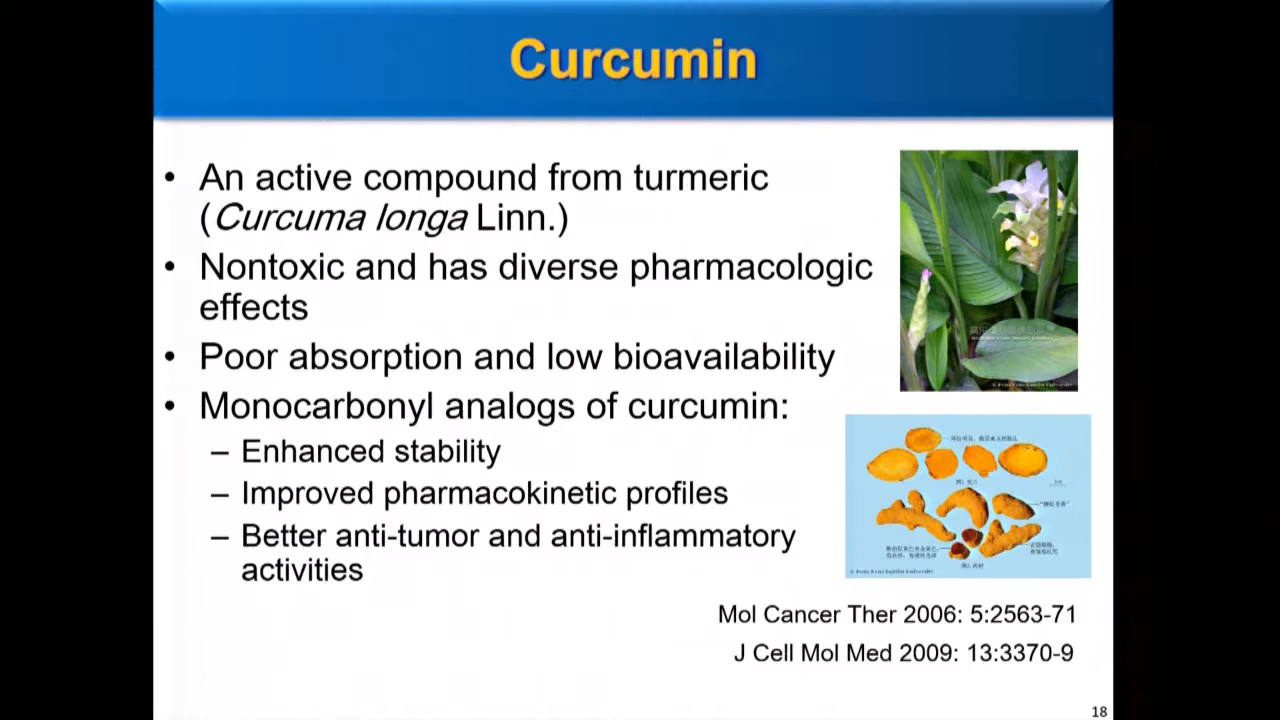 Curcumin
• An active compound from turmeric
(Curcuma longa Linn.)
• Nontoxic and has diverse pharmacologic
effects
• Poor absorption and low bioavailability
• Monocarbonyl analogs of curcumin:
– Enhanced stability
– Improved pharmacokinetic profiles
– Better anti-tumor and anti-inflammatory
activities
Mol Cancer Ther 2006: 5:2563-71
J Cell Mol Med 2009: 13:3370-9
18